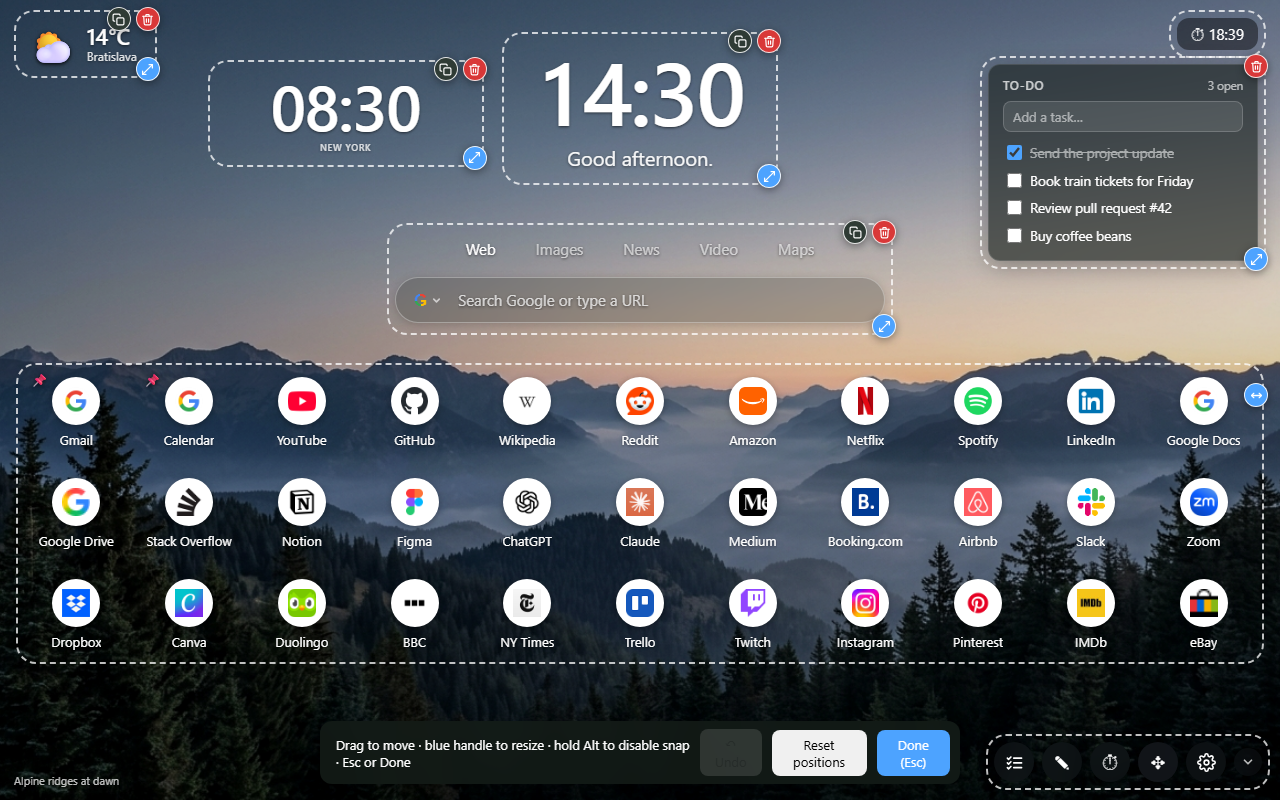 14°C
Bratislava
08:30
NEW YORK
14:30
Good afternoon.
18:39
TO-DO
3 open
Add a task...
Send the project update
Book train tickets for Friday
Review pull request #42
Buy coffee beans
Web Images News Video Maps
Search Google or type a URL
Gmail Calendar YouTube GitHub Wikipedia Reddit Amazon Netflix Spotify LinkedIn Google Docs
Google Drive Stack Overflow Notion Figma ChatGPT Claude Medium Booking.com Airbnb Slack Zoom
Dropbox Canva Duolingo BBC NY Times Trello Twitch Instagram Pinterest IMDb eBay
Drag to move · blue handle to resize · hold Alt to disable snap
· Esc or Done
Undo
Reset
positions
Done
(Esc)
Alpine ridges at dawn